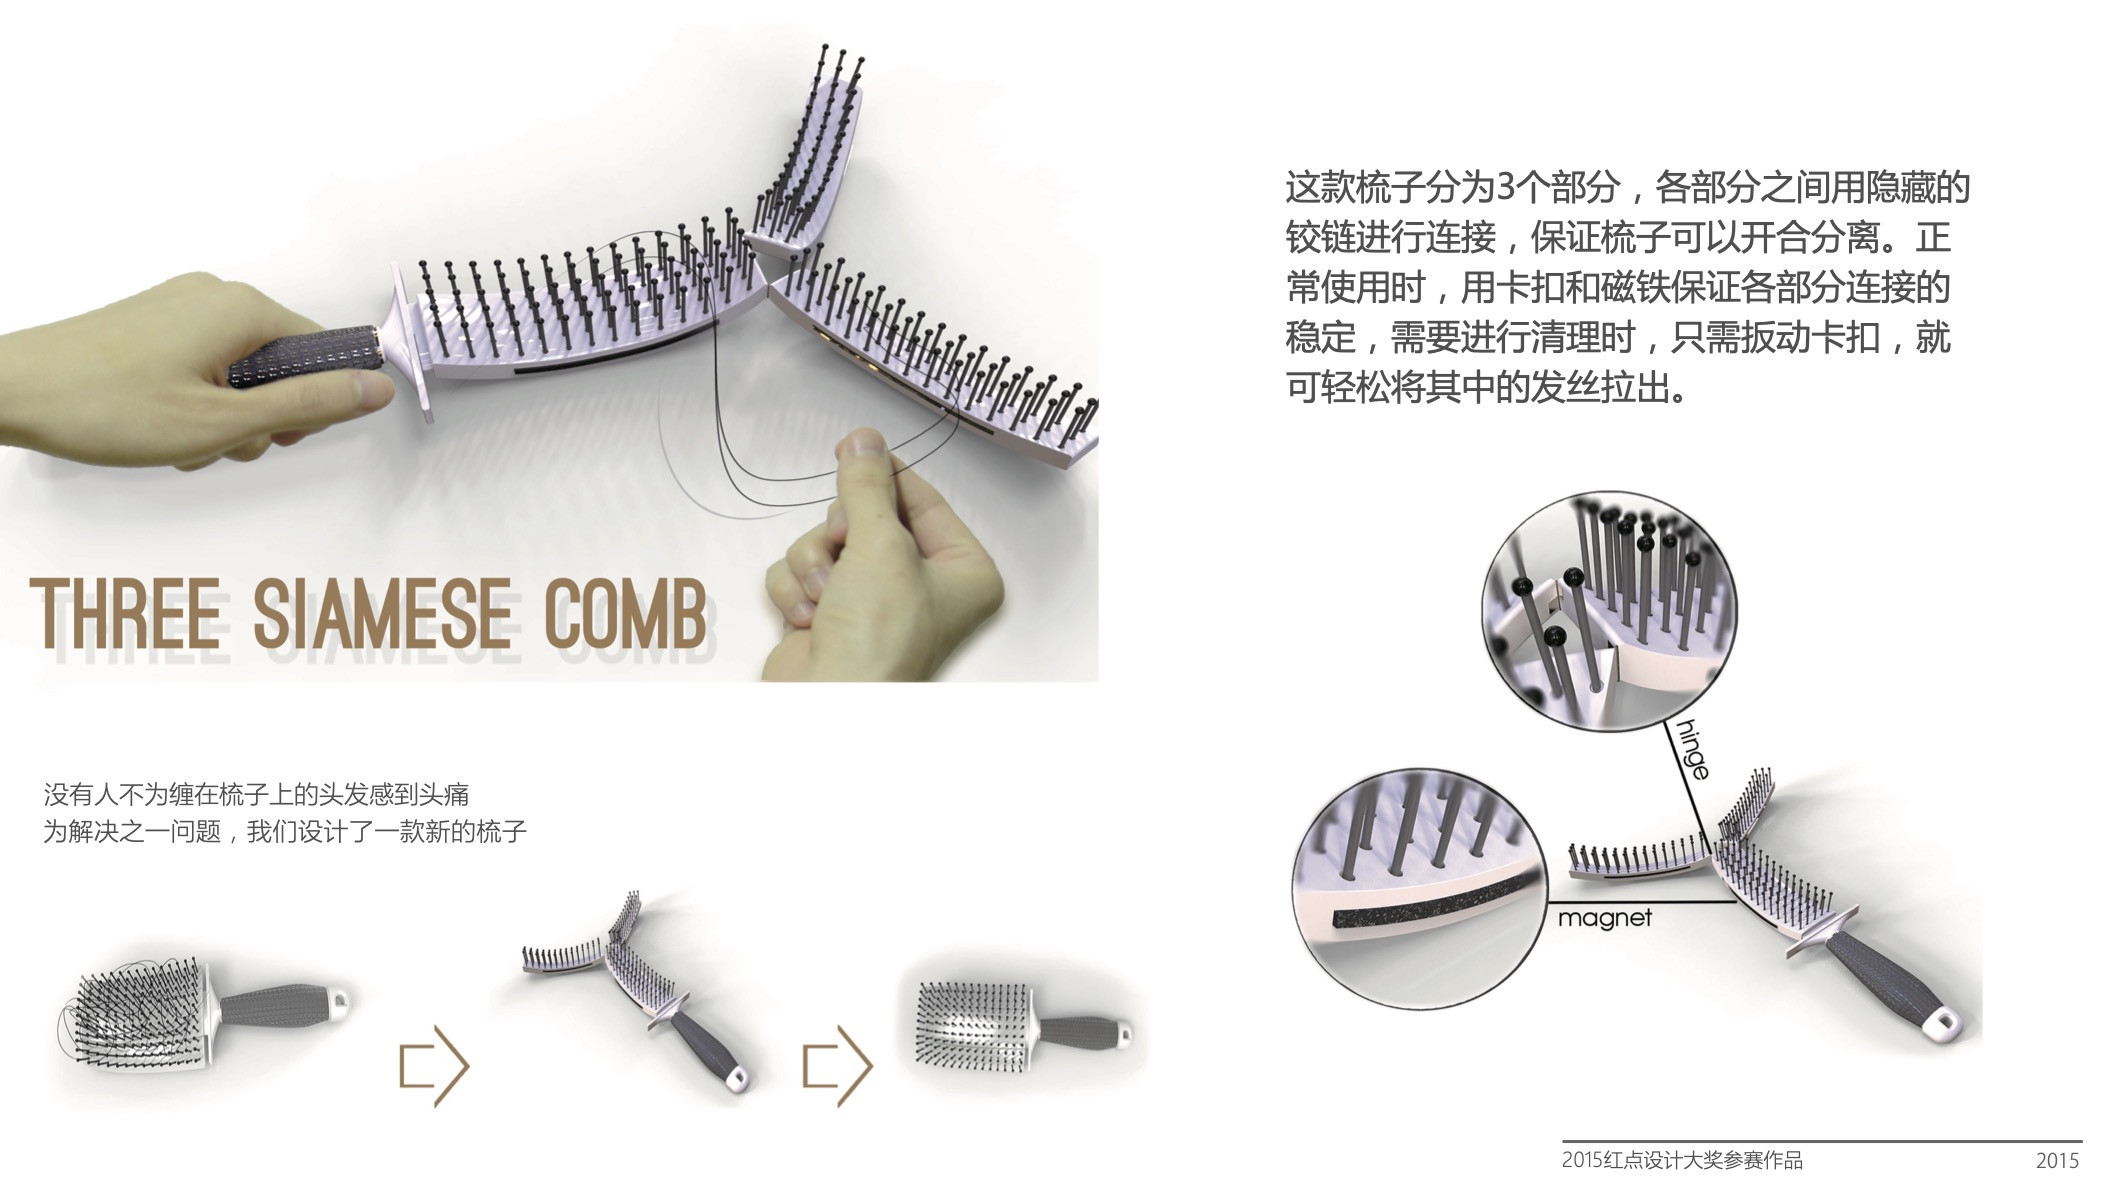 THREE SIAMESE COMB
没有人不为缠在梳子上的头发感到头痛
为解决之一问题，我们设计了一款新的梳子
这款梳子分为3个部分，各部分之间用隐藏的
铰链进行连接，保证梳子可以开合分离。正
常使用时，用卡扣和磁铁保证各部分连接的
稳定，需要进行清理时，只需扳动卡扣，就
可轻松将其中的发丝拉出。
hinge
magnet
2015红点设计大奖参赛作品
2015